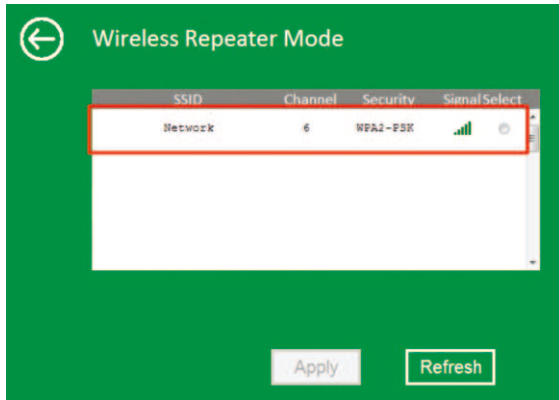 Wireless Repeater Mode
SSID Channel Security Signal Select
Network 6 WPA2-PSK
Apply Refresh